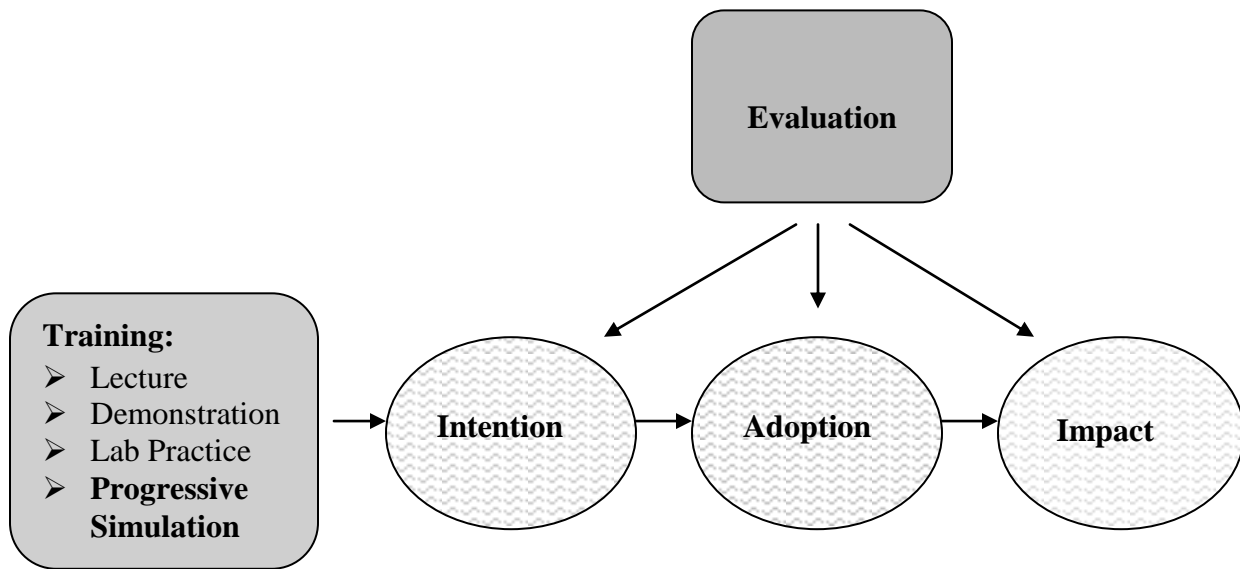 Evaluation
Training:
➢ Lecture
➢ Demonstration
➢ Lab Practice
➢ Progressive
Simulation
Intention
Adoption
Impact